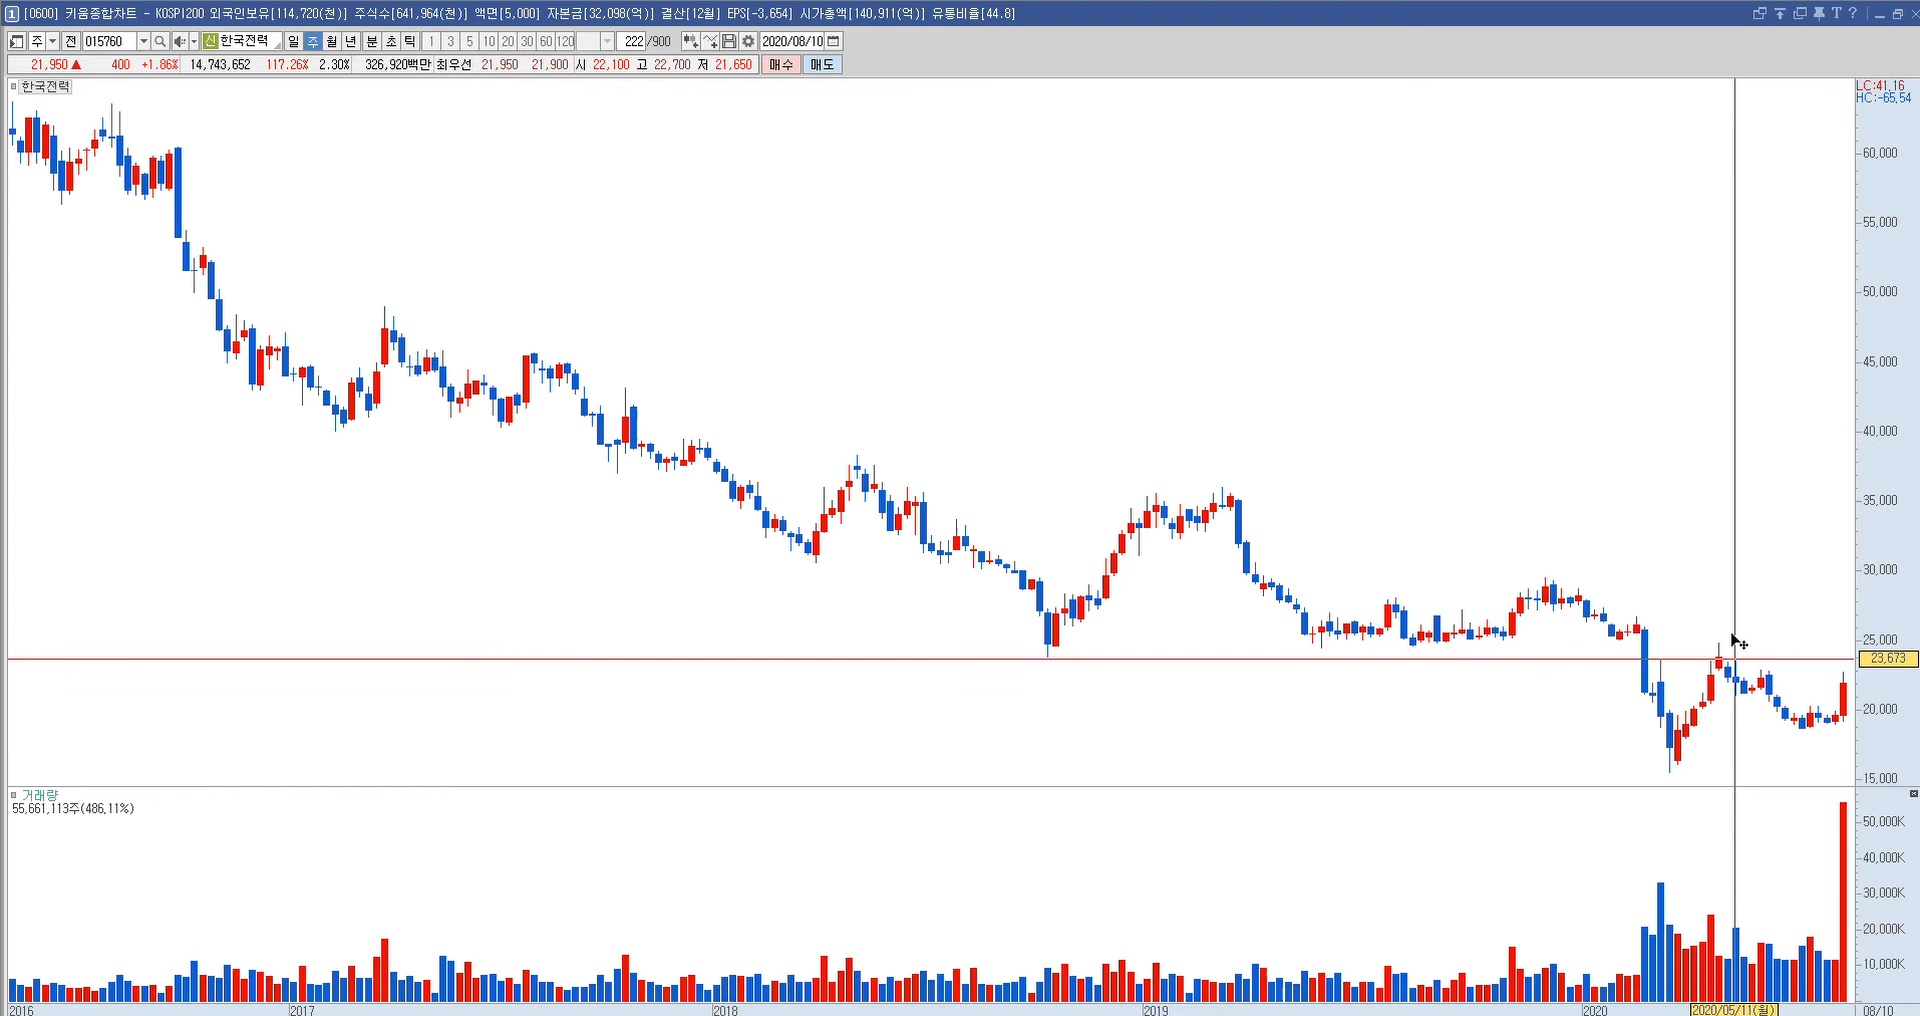 1 [0600] 키움종합차트 - KOSPI200 외국인보유[114,720(천)] 주식수[641,964(천)] 액면[5,000] 자본금[32,098(억)] 결산[12월] EPS[-3,654] 시가총액[140,911(억)] 유통비율[44.8]
주 전 015760 신 한국전력 일 주 월 년 분 초 틱 1 3 5 10 20 30 60 120 222 /900 2020/08/10
21,950 ▲ 400 +1.86% 14,743,652 117.26% 2.30% 326,920백만 최우선 21,950 21,900 시 22,100 고 22,700 저 21,650 매수 매도
한국전력
LC:41.16
HC:-65.54
60,000
55,000
50,000
45,000
40,000
35,000
30,000
25,000
23,673
20,000
15,000
거래량
55,661,113주(486.11%)
50,000K
40,000K
30,000K
20,000K
10,000K
2016 2017 2018 2019 2020 2020/05/11(월) 08/10